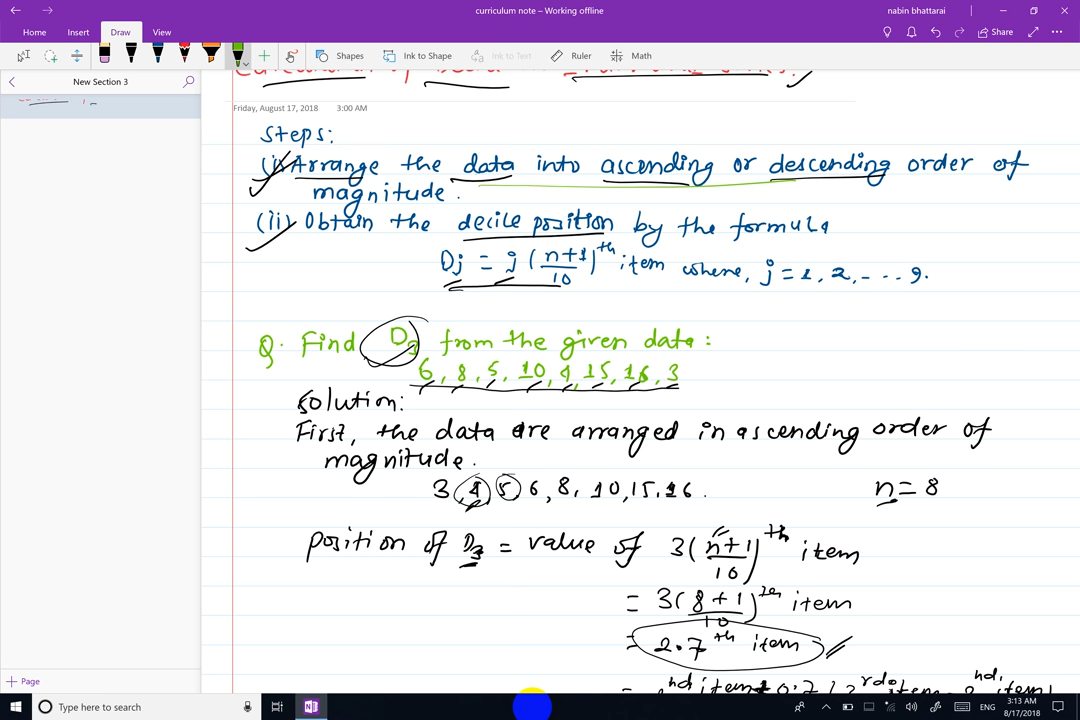 curriculum note – Working offline
nabin bhattarai
Home Insert Draw View
Share
Shapes Ink to Shape Ink to Text Ruler Math
New Section 3
Friday, August 17, 2018 3:00 AM
Steps:
(i) Arrange the data into ascending or descending order of
magnitude.
(ii) Obtain the decile position by the formula
Dj = j (n+1/10)th item where, j = 1, 2, - ... 9.
Q. Find D3 from the given data:
6, 8, 5, 10, 4, 15, 16, 3
Solution:
First, the data are arranged in ascending order of
magnitude.
3 4, 5, 6, 8, 10, 15, 16.
n = 8
position of D3 = value of 3(n+1/10)th item
= 3(8+1/10)th item
= 2.7th item
+ Page
Type here to search
ENG
3:13 AM
8/17/2018